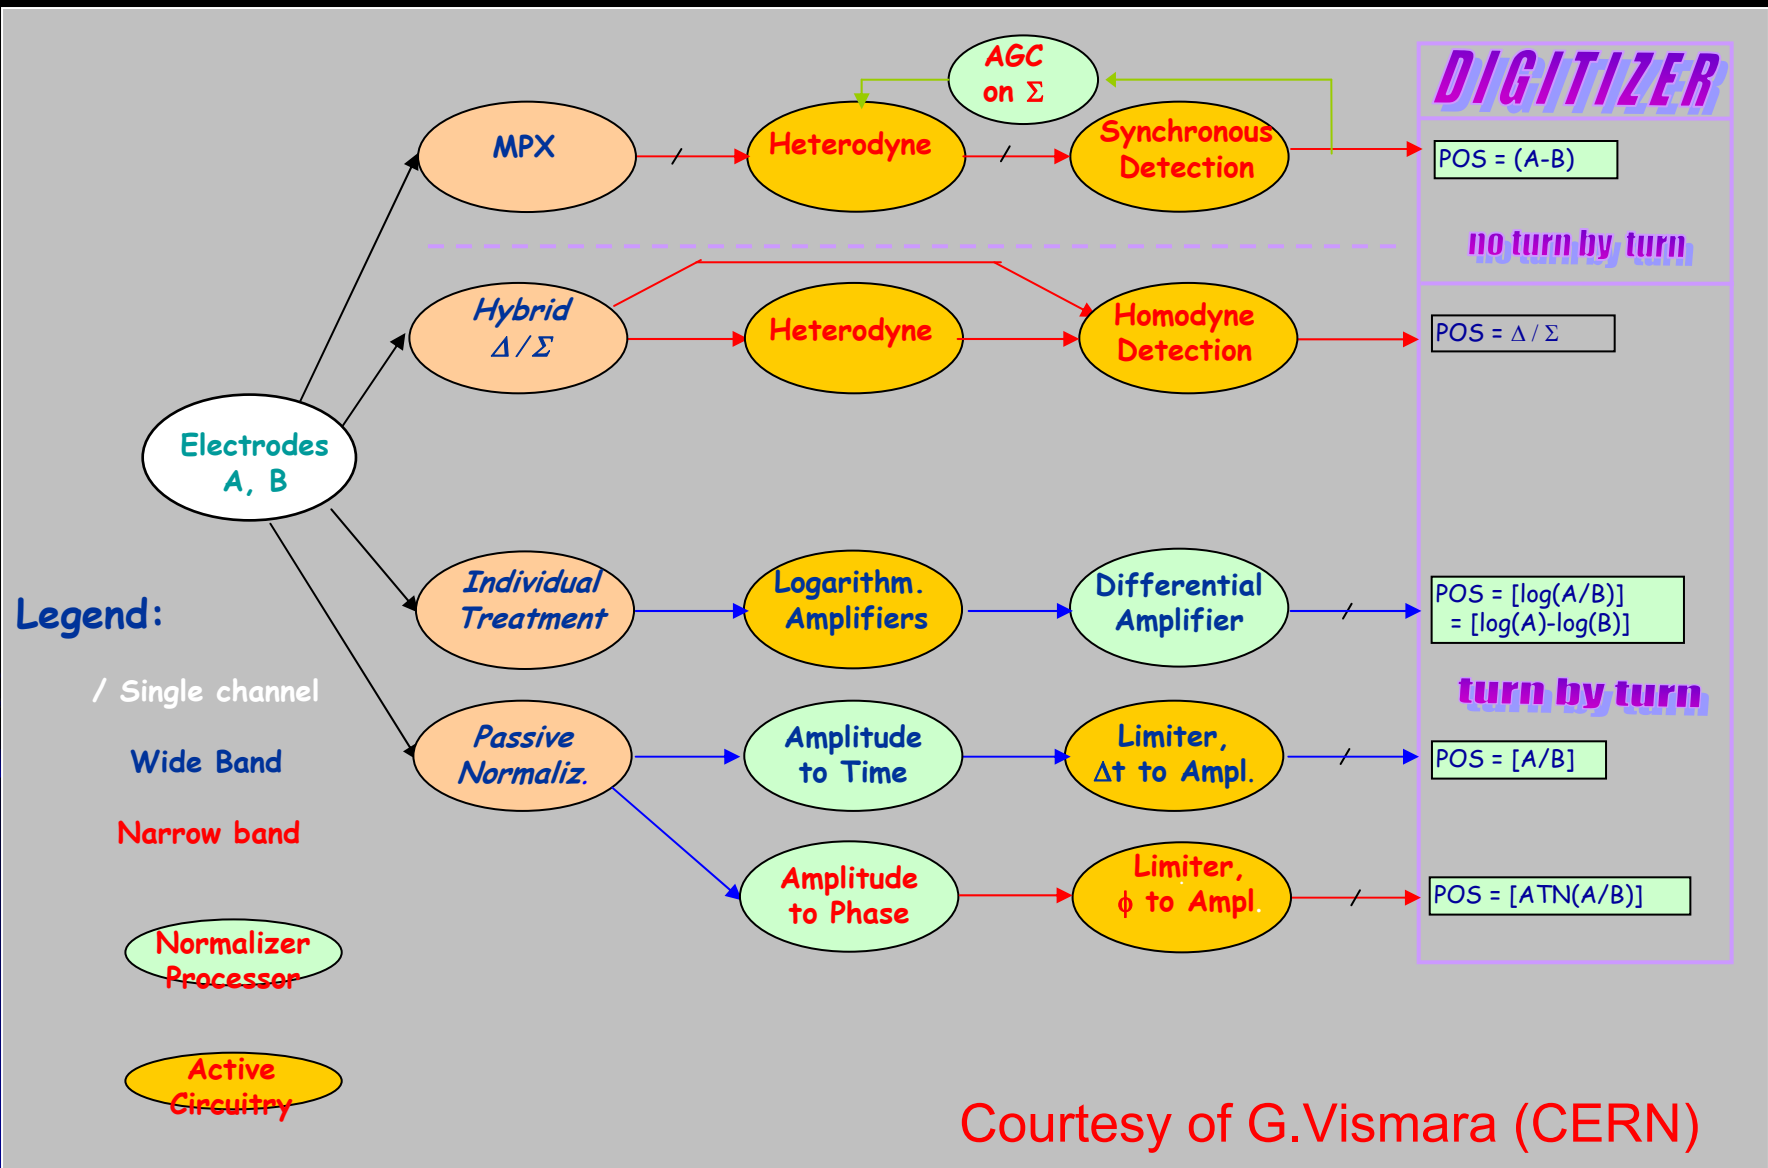 AGC
on Σ
DIGITIZER
MPX
Heterodyne
Synchronous
Detection
POS = (A-B)
no turn by turn
Hybrid
Δ / Σ
Heterodyne
Homodyne
Detection
POS = Δ / Σ
Electrodes
A, B
Individual
Treatment
Logarithm.
Amplifiers
Differential
Amplifier
POS = [log(A/B)]
= [log(A)-log(B)]
Legend:
/ Single channel
Wide Band
Narrow band
Normalizer
Processor
Active
Circuitry
turn by turn
Passive
Normaliz.
Amplitude
to Time
Limiter,
Δt to Ampl.
POS = [A/B]
Amplitude
to Phase
Limiter,
ϕ to Ampl.
POS = [ATN(A/B)]
Courtesy of G.Vismara (CERN)